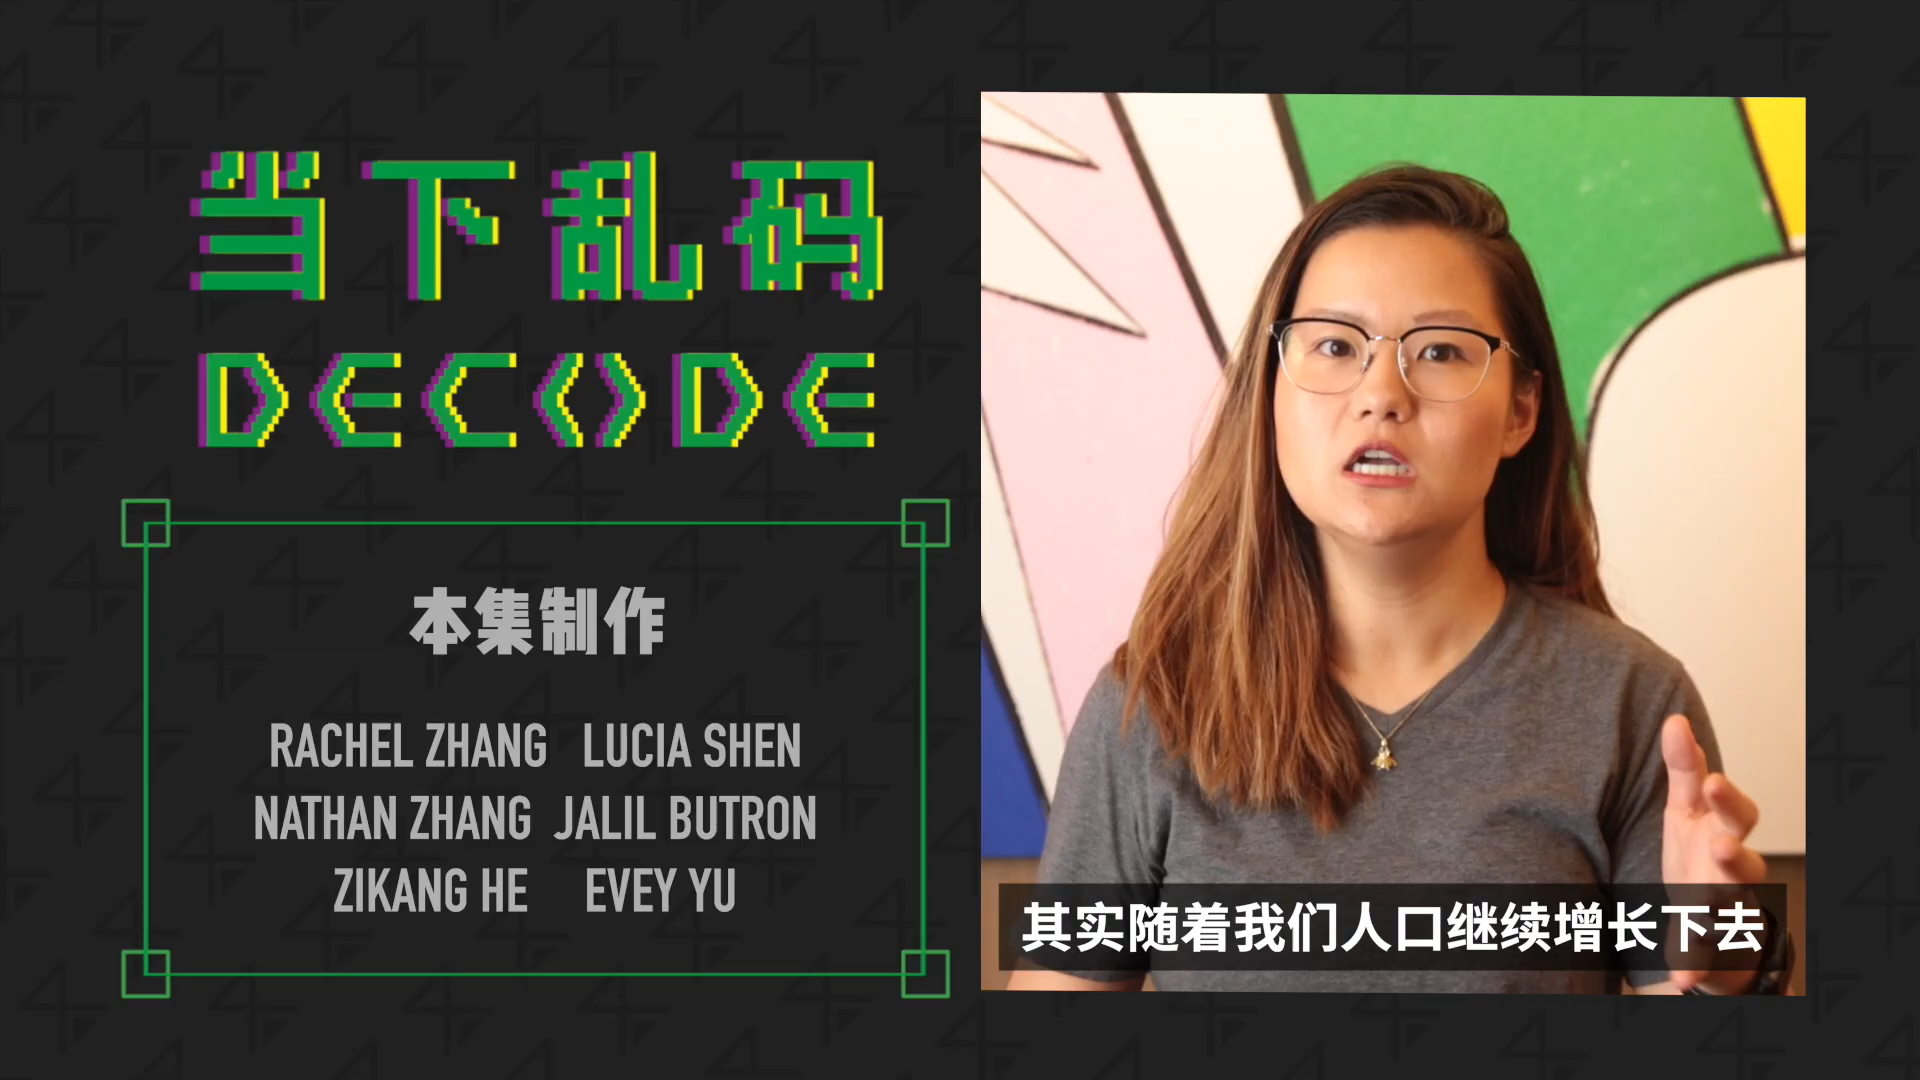 当下乱码
DECODE
本集制作
RACHEL ZHANG LUCIA SHEN
NATHAN ZHANG JALIL BUTRON
ZIKANG HE EVEY YU
其实随着我们人口继续增长下去